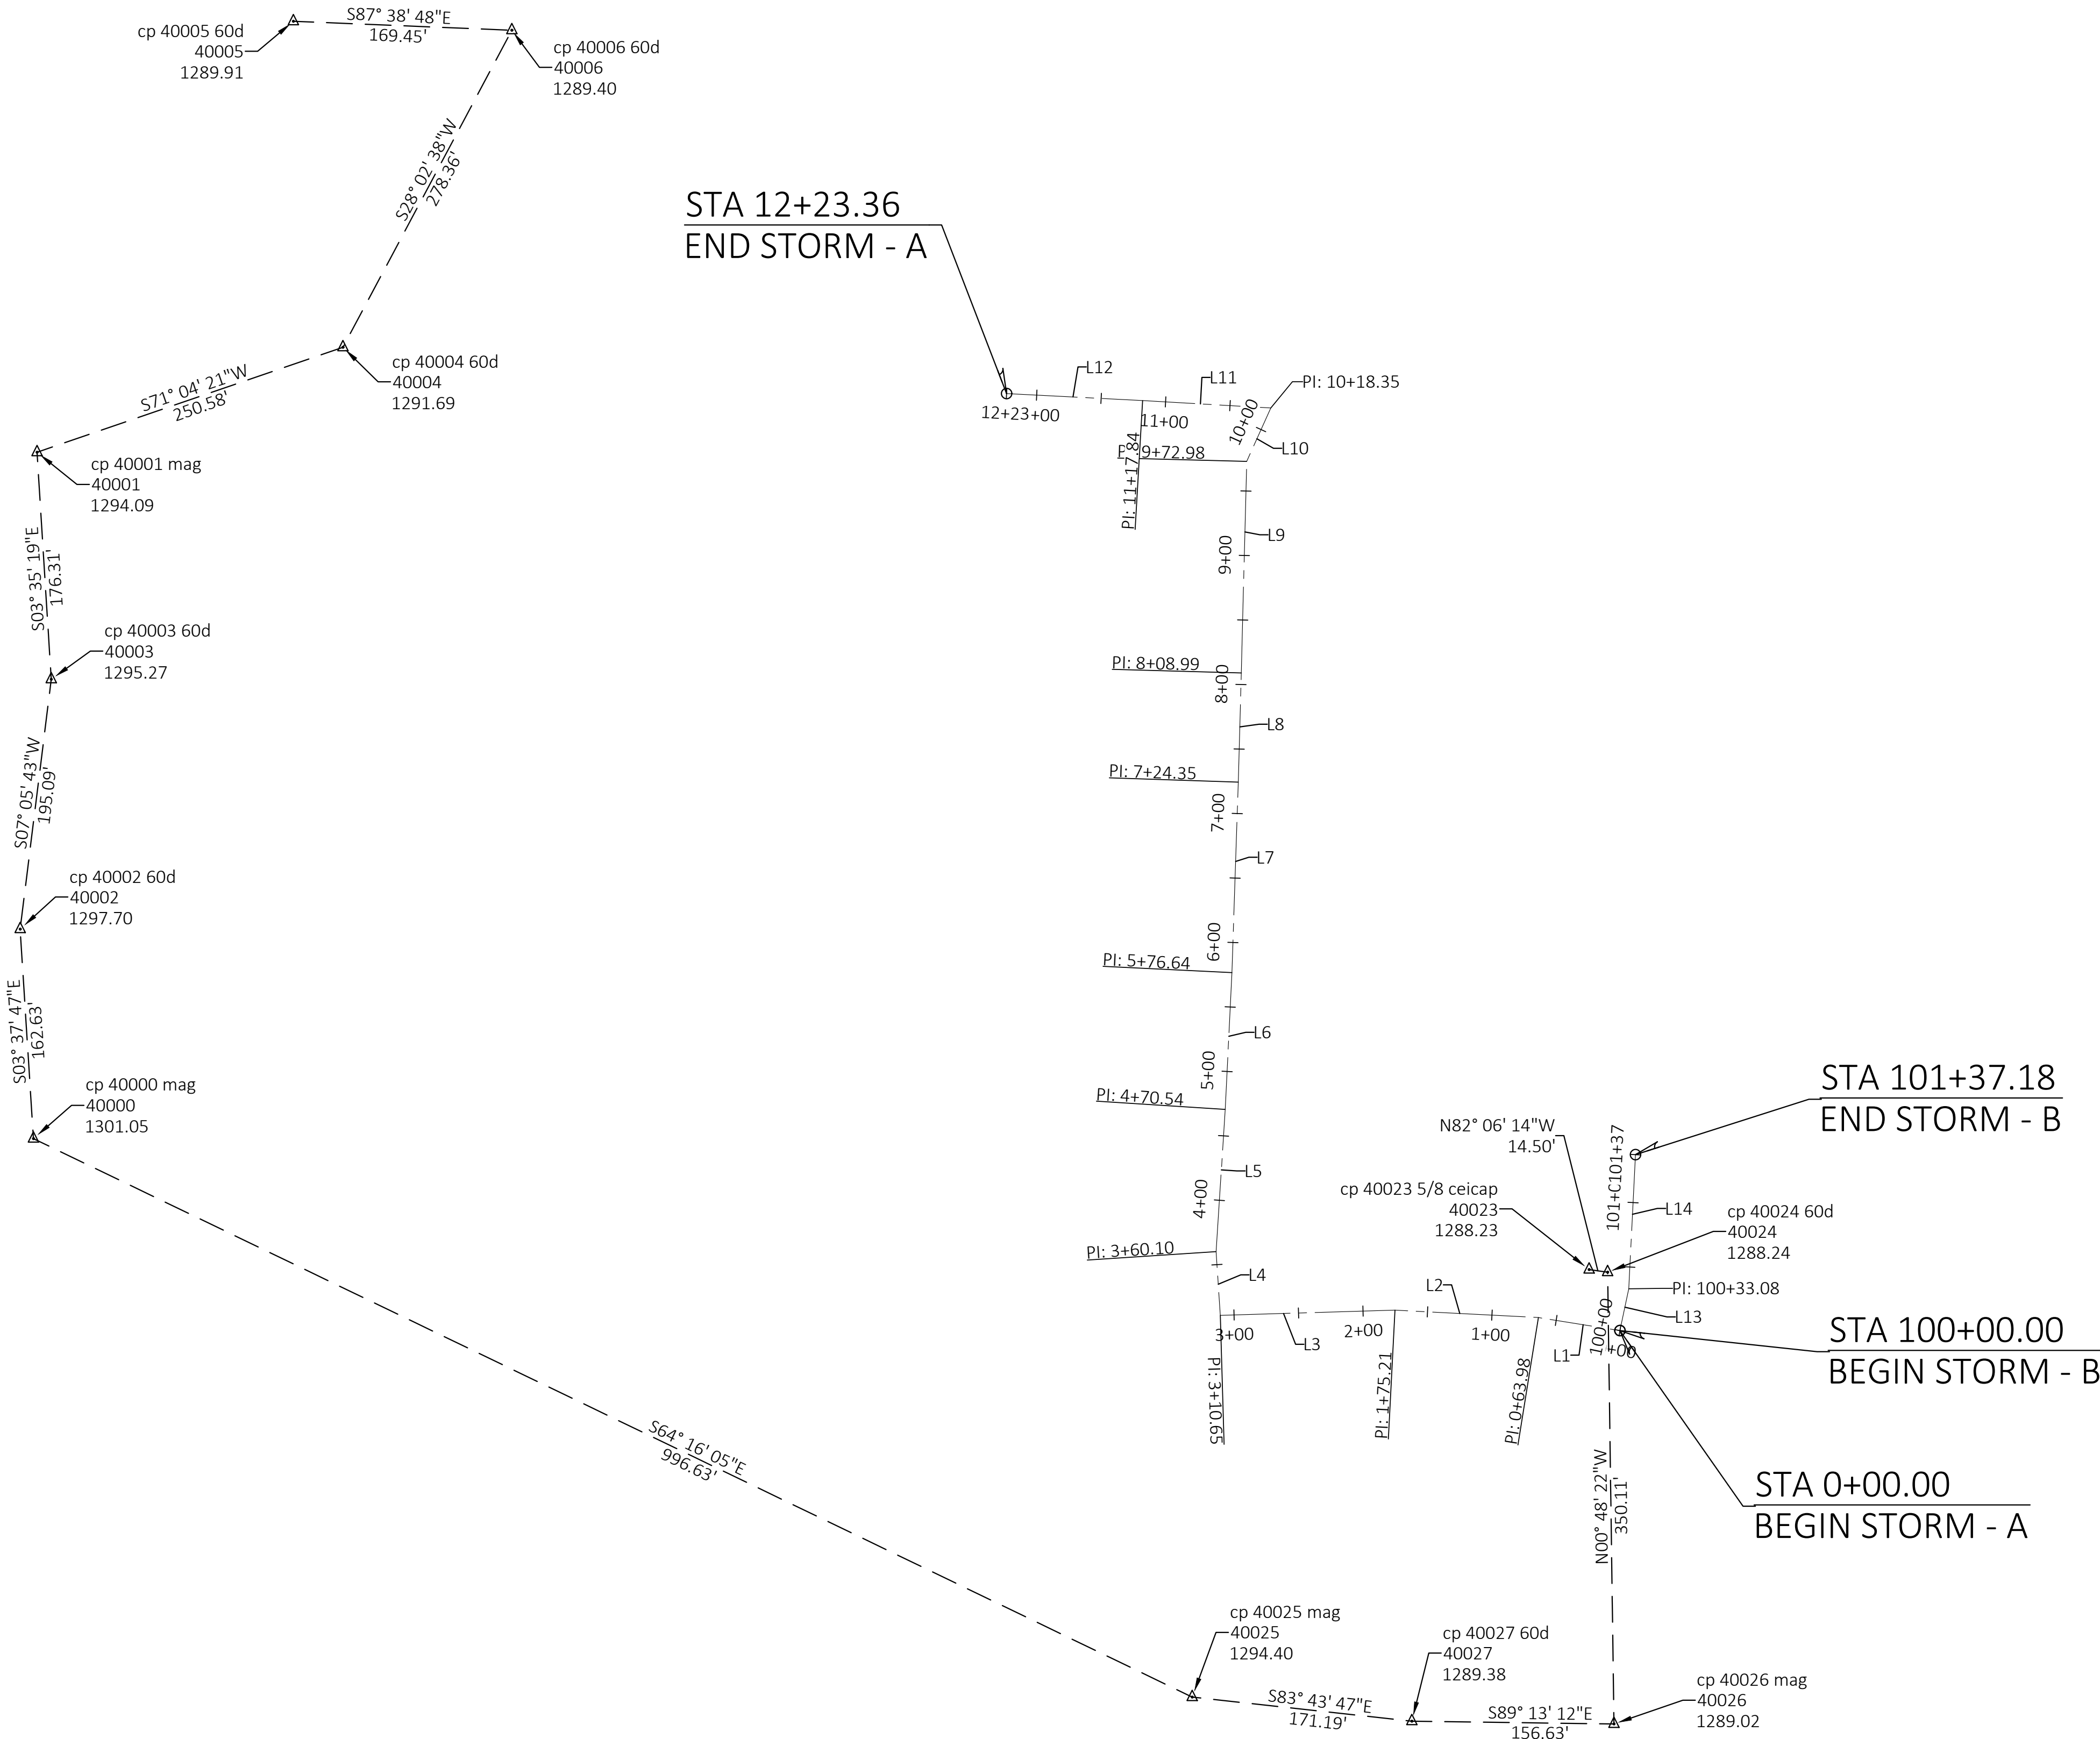 S87° 38' 48"E
169.45'
cp 40005 60d
40005
1289.91
cp 40006 60d
40006
1289.40
S28° 02' 38"W
278.36'
STA 12+23.36
END STORM - A
cp 40004 60d
40004
1291.69
S71° 04' 21"W
250.58'
L12
L11
PI: 10+18.35
12+23+00
11+00
10+00
9+72.98
L10
PI: 11+17.84
cp 40001 mag
40001
1294.09
S03° 35' 19"E
176.31'
L9
9+00
cp 40003 60d
40003
1295.27
PI: 8+08.99
8+00
L8
S07° 05' 43"W
195.09'
PI: 7+24.35
7+00
L7
cp 40002 60d
40002
1297.70
6+00
PI: 5+76.64
S03° 37' 47"E
162.63'
L6
5+00
PI: 4+70.54
cp 40000 mag
40000
1301.05
STA 101+37.18
END STORM - B
N82° 06' 14"W
14.50'
101+37
L5
4+00
cp 40023 5/8 ceicap
40023
1288.23
L14
cp 40024 60d
40024
1288.24
PI: 3+60.10
L4
L2
PI: 100+33.08
L13
100+00
3+00
L3
2+00
1+00
L1
+00
STA 100+00.00
BEGIN STORM - B
PI: 3+10.65
PI: 1+75.21
PI: 0+63.98
S64° 16' 05"E
996.63'
STA 0+00.00
BEGIN STORM - A
N00° 48' 22"W
350.11'
cp 40025 mag
40025
1294.40
cp 40027 60d
40027
1289.38
cp 40026 mag
40026
1289.02
S83° 43' 47"E
171.19'
S89° 13' 12"E
156.63'